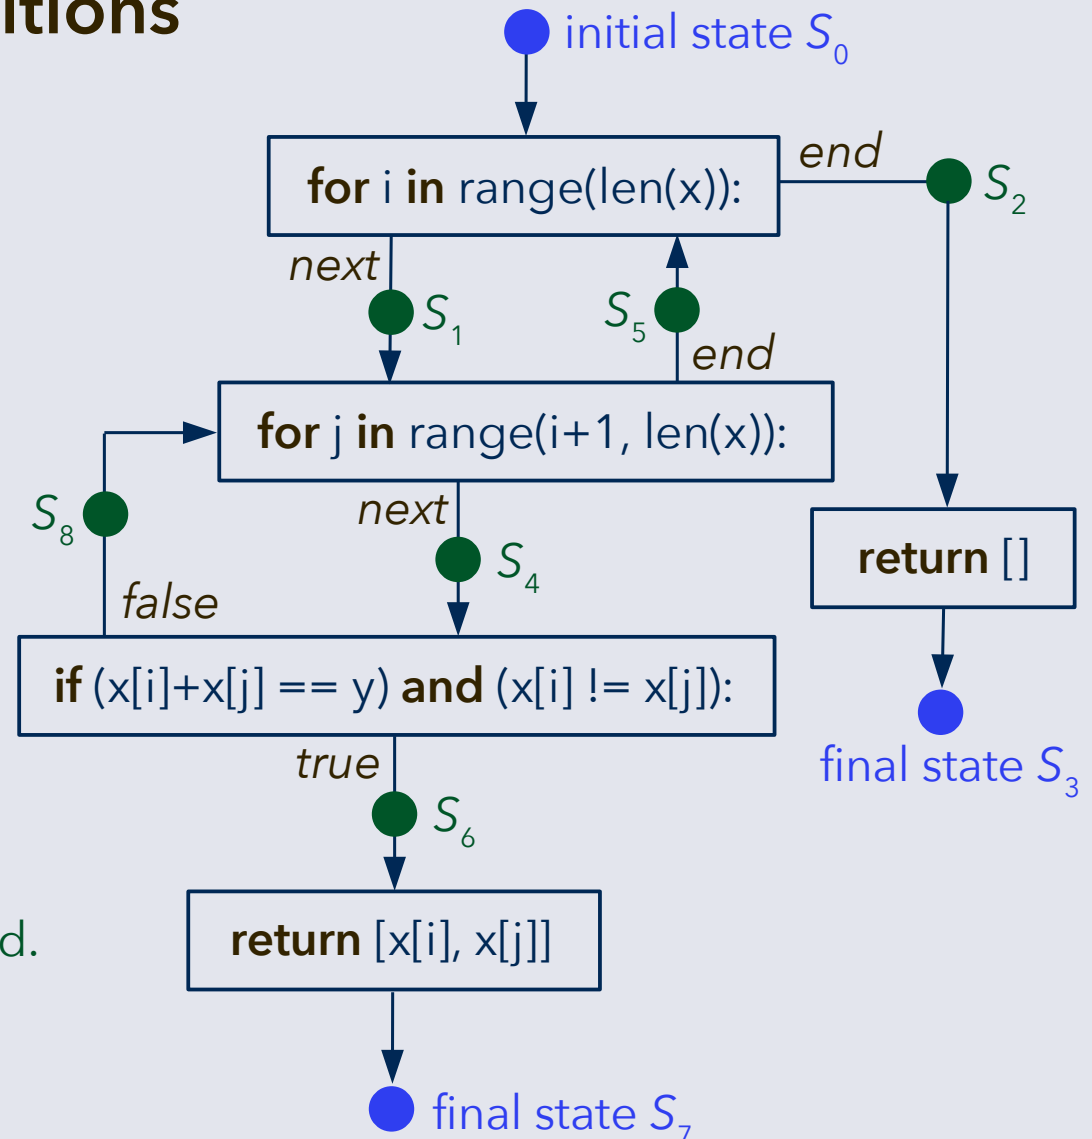 itions
initial state S₀
for i in range(len(x)):
end
S₂
next
S₁
S₅
end
for j in range(i+1, len(x)):
S₈
next
S₄
false
return []
if (x[i]+x[j] == y) and (x[i] != x[j]):
final state S₃
true
S₆
d.
return [x[i], x[j]]
final state S₇